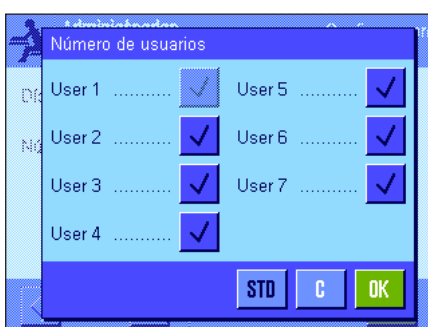 Administrador
Número de usuarios
User 1 ..........
User 2 ..........
User 3 ..........
User 4 ..........
User 5 ..........
User 6 ..........
User 7 ..........
STD C OK